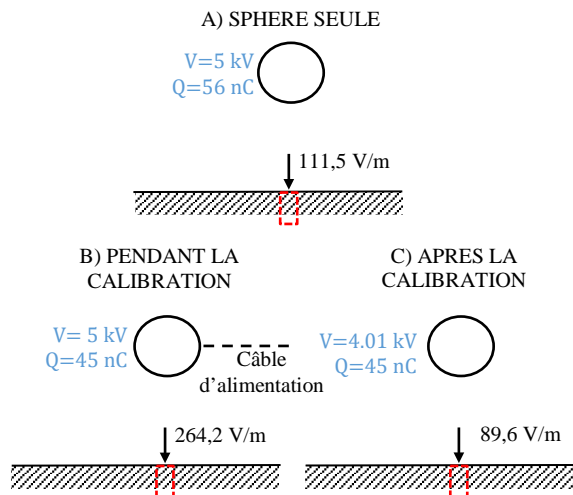 A) SPHERE SEULE
V=5 kV
Q=56 nC
111,5 V/m
B) PENDANT LA
CALIBRATION
V= 5 kV
Q=45 nC
Câble
d’alimentation
264,2 V/m
C) APRES LA
CALIBRATION
V=4.01 kV
Q=45 nC
89,6 V/m